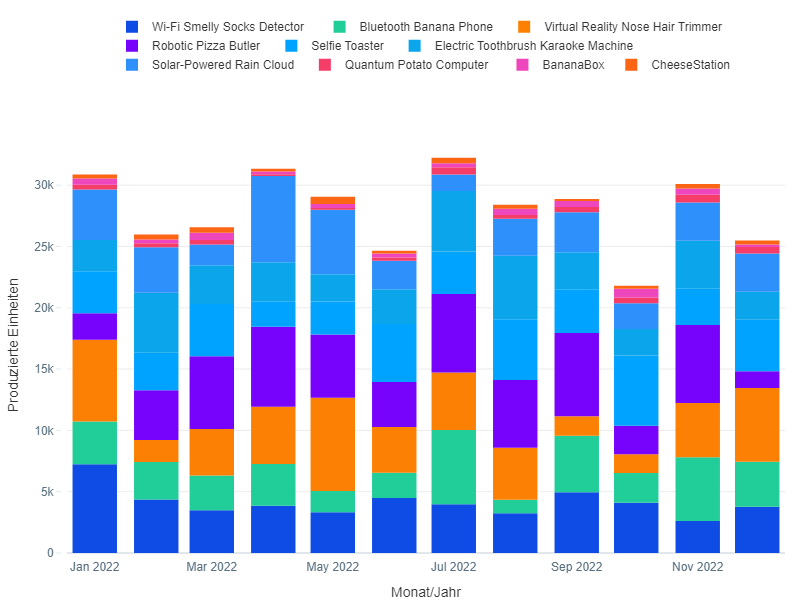 Wi-Fi Smelly Socks Detector Bluetooth Banana Phone Virtual Reality Nose Hair Trimmer
Robotic Pizza Butler Selfie Toaster Electric Toothbrush Karaoke Machine
Solar-Powered Rain Cloud Quantum Potato Computer BananaBox CheeseStation
Produzierte Einheiten
30k
25k
20k
15k
10k
5k
0
Jan 2022 Mar 2022 May 2022 Jul 2022 Sep 2022 Nov 2022
Monat/Jahr